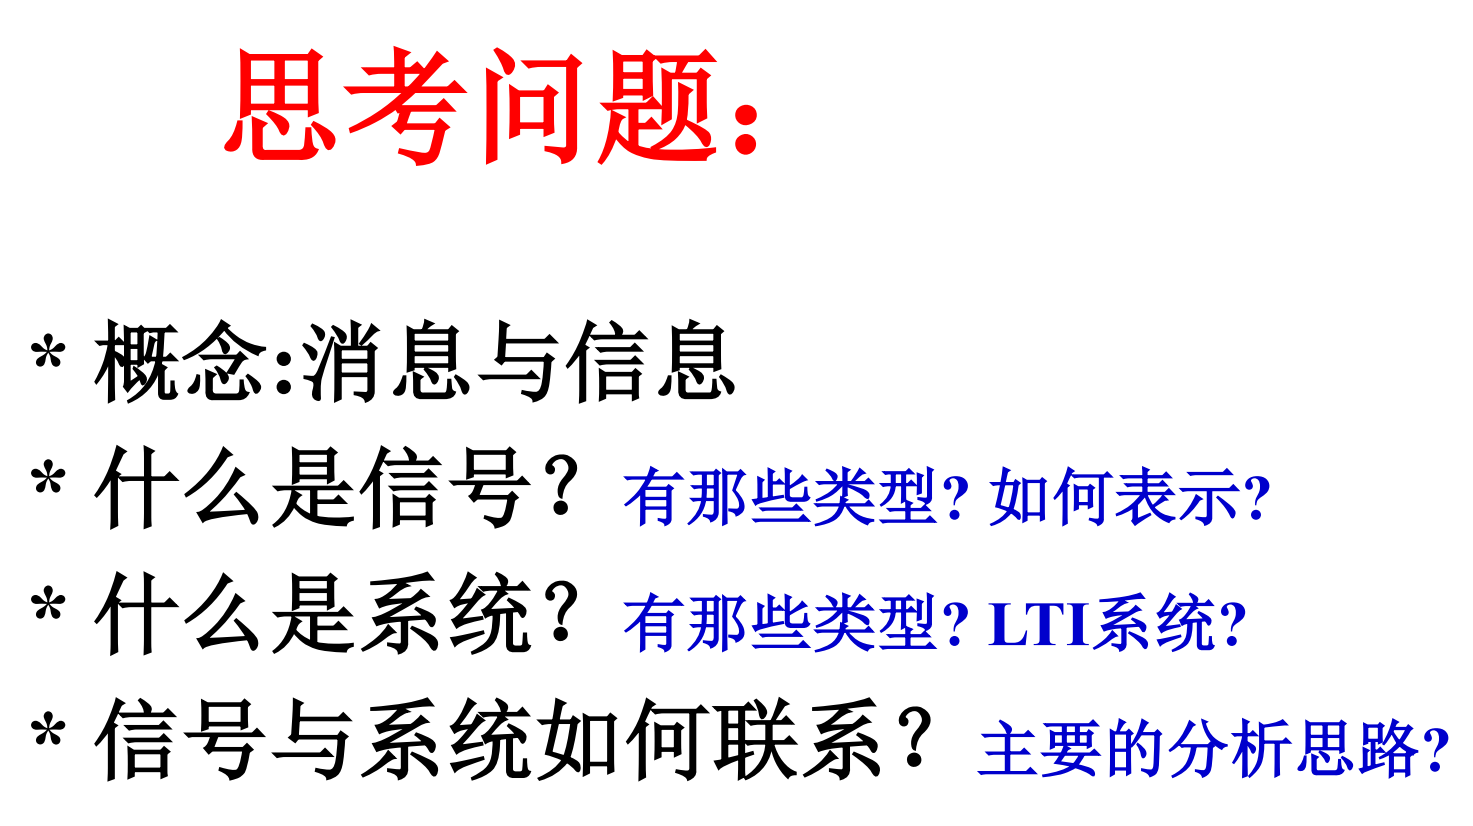 思考问题：
* 概念:消息与信息
* 什么是信号？有那些类型? 如何表示?
* 什么是系统？有那些类型? LTI系统?
* 信号与系统如何联系？主要的分析思路?